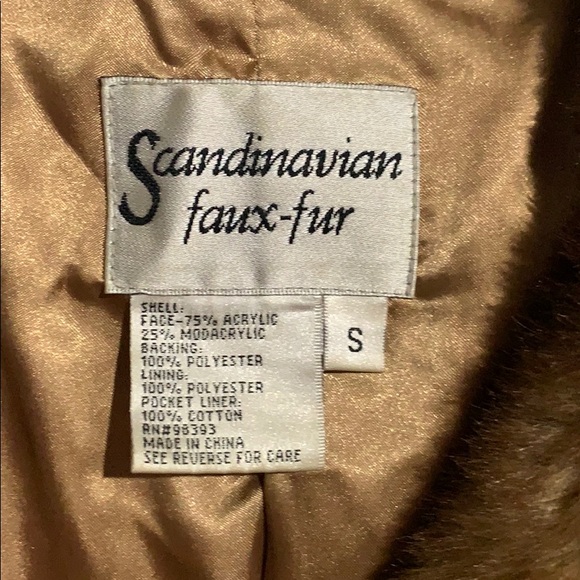 Scandinavian
faux-fur
SHELL:
FACE-75% ACRYLIC
25% MODACRYLIC
BACKING:
100% POLYESTER
LINING:
100% POLYESTER
POCKET LINER:
100% COTTON
RN#98393
MADE IN CHINA
SEE REVERSE FOR CARE
S